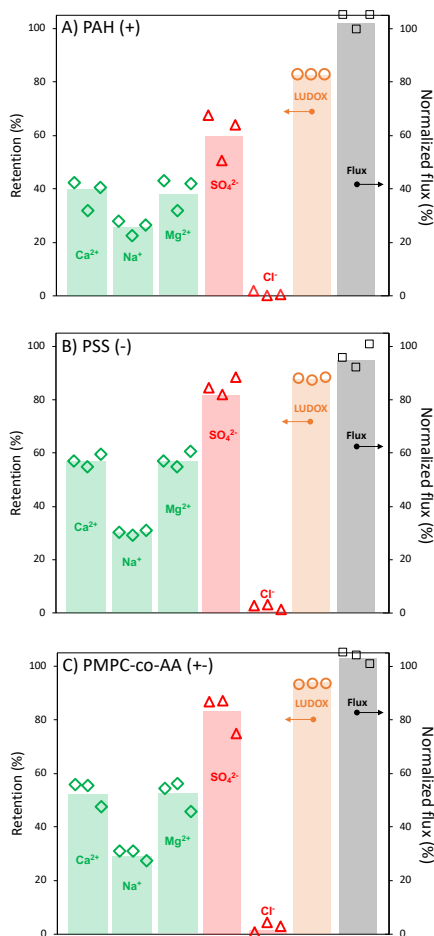 A) PAH (+)
Retention (%)
100
80
60
40
20
0
Ca²⁺
Na⁺
Mg²⁺
SO₄²⁻
Cl⁻
LUDOX
Flux
100
80
60
40
20
0
Normalized flux (%)
B) PSS (-)
Retention (%)
100
80
60
40
20
0
Ca²⁺
Na⁺
Mg²⁺
SO₄²⁻
Cl⁻
LUDOX
Flux
100
80
60
40
20
0
Normalized flux (%)
C) PMPC-co-AA (+-)
Retention (%)
100
80
60
40
20
0
Ca²⁺
Na⁺
Mg²⁺
SO₄²⁻
Cl⁻
LUDOX
Flux
100
80
60
40
20
0
Normalized flux (%)